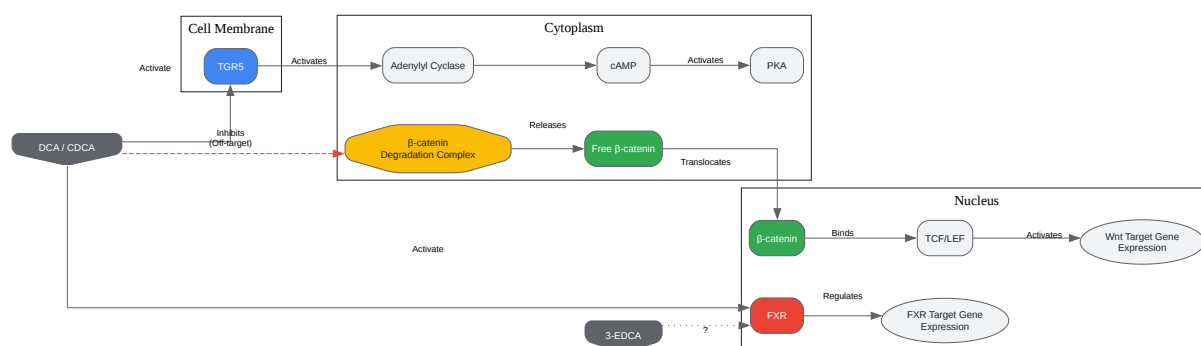 Cell Membrane
Cytoplasm
Activate
TGR5
Activates
Adenylyl Cyclase
cAMP
Activates
PKA
DCA / CDCA
Inhibits
(Off-target)
β-catenin
Degradation Complex
Releases
Free β-catenin
Translocates
Nucleus
β-catenin
Binds
TCF/LEF
Activates
Wnt Target Gene
Expression
Activate
FXR
Regulates
FXR Target Gene
Expression
3-EDCA
?